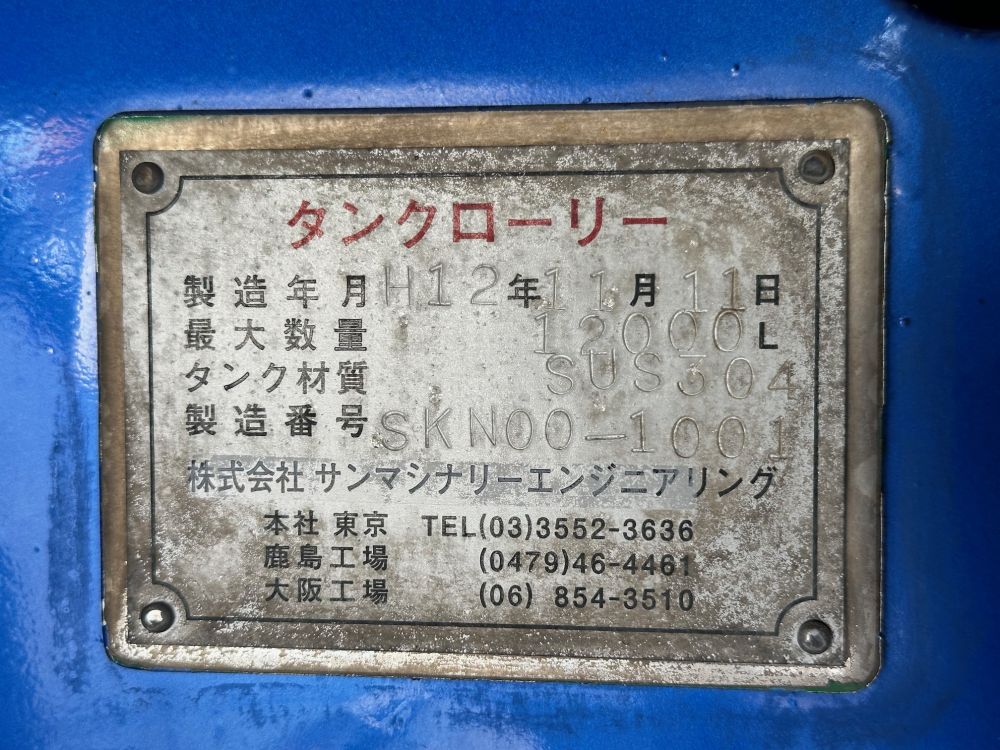 タンクローリー
製造年月 H12年11月11日
最大数量 12000L
タンク材質 SUS304
製造番号 SKN00-1001
株式会社 サンマシナリーエンジニアリング
本社 東京 TEL(03)3552-3636
鹿島工場 (0479)46-4461
大阪工場 (06) 854-3510